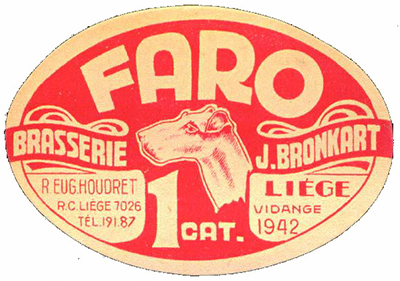 FARO
BRASSERIE J. BRONKART
R. EUG. HOUDRET
R.C. LIÈGE 7026
TÉL. 191.87
1 CAT.
LIÈGE
VIDANGE
1942